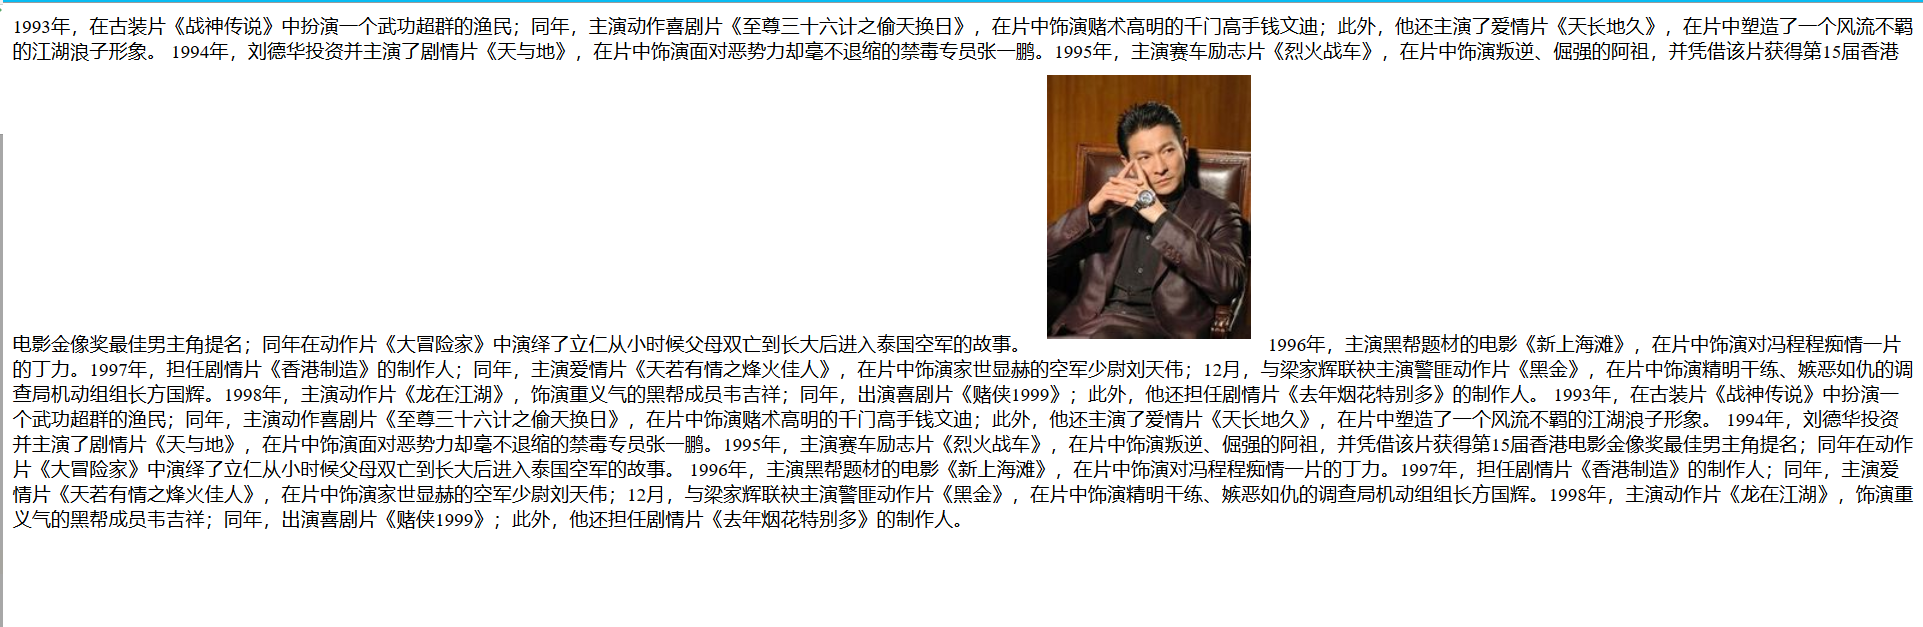 1993年，在古装片《战神传说》中扮演一个武功超群的渔民；同年，主演动作喜剧片《至尊三十六计之偷天换日》，在片中饰演赌术高明的千门高手钱文迪；此外，他还主演了爱情片《天长地久》，在片中塑造了一个风流不羁
的江湖浪子形象。 1994年，刘德华投资并主演了剧情片《天与地》，在片中饰演面对恶势力却毫不退缩的禁毒专员张一鹏。1995年，主演赛车励志片《烈火战车》，在片中饰演叛逆、倔强的阿祖，并凭借该片获得第15届香港
电影金像奖最佳男主角提名；同年在动作片《大冒险家》中演绎了立仁从小时候父母双亡到长大后进入泰国空军的故事。 1996年，主演黑帮题材的电影《新上海滩》，在片中饰演对冯程程痴情一片
的丁力。1997年，担任剧情片《香港制造》的制作人；同年，主演爱情片《天若有情之烽火佳人》，在片中饰演家世显赫的空军少尉刘天伟；12月，与梁家辉联袂主演警匪动作片《黑金》，在片中饰演精明干练、嫉恶如仇的调
查局机动组组长方国辉。1998年，主演动作片《龙在江湖》，饰演重义气的黑帮成员韦吉祥；同年，出演喜剧片《赌侠1999》；此外，他还担任剧情片《去年烟花特别多》的制作人。 1993年，在古装片《战神传说》中扮演一
个武功超群的渔民；同年，主演动作喜剧片《至尊三十六计之偷天换日》，在片中饰演赌术高明的千门高手钱文迪；此外，他还主演了爱情片《天长地久》，在片中塑造了一个风流不羁的江湖浪子形象。 1994年，刘德华投资
并主演了剧情片《天与地》，在片中饰演面对恶势力却毫不退缩的禁毒专员张一鹏。1995年，主演赛车励志片《烈火战车》，在片中饰演叛逆、倔强的阿祖，并凭借该片获得第15届香港电影金像奖最佳男主角提名；同年在动作
片《大冒险家》中演绎了立仁从小时候父母双亡到长大后进入泰国空军的故事。 1996年，主演黑帮题材的电影《新上海滩》，在片中饰演对冯程程痴情一片的丁力。1997年，担任剧情片《香港制造》的制作人；同年，主演爱
情片《天若有情之烽火佳人》，在片中饰演家世显赫的空军少尉刘天伟；12月，与梁家辉联袂主演警匪动作片《黑金》，在片中饰演精明干练、嫉恶如仇的调查局机动组组长方国辉。1998年，主演动作片《龙在江湖》，饰演重
义气的黑帮成员韦吉祥；同年，出演喜剧片《赌侠1999》；此外，他还担任剧情片《去年烟花特别多》的制作人。